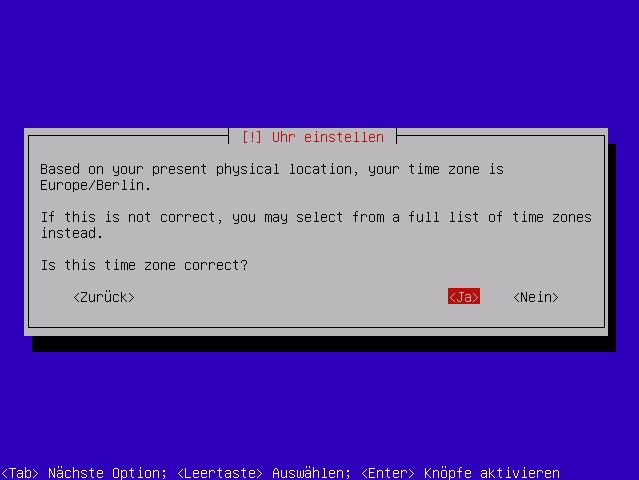 [!] Uhr einstellen
Based on your present physical location, your time zone is
Europe/Berlin.
If this is not correct, you may select from a full list of time zones
instead.
Is this time zone correct?
<Zurück> <Ja> <Nein>
<Tab> Nächste Option; <Leertaste> Auswählen; <Enter> Knöpfe aktivieren